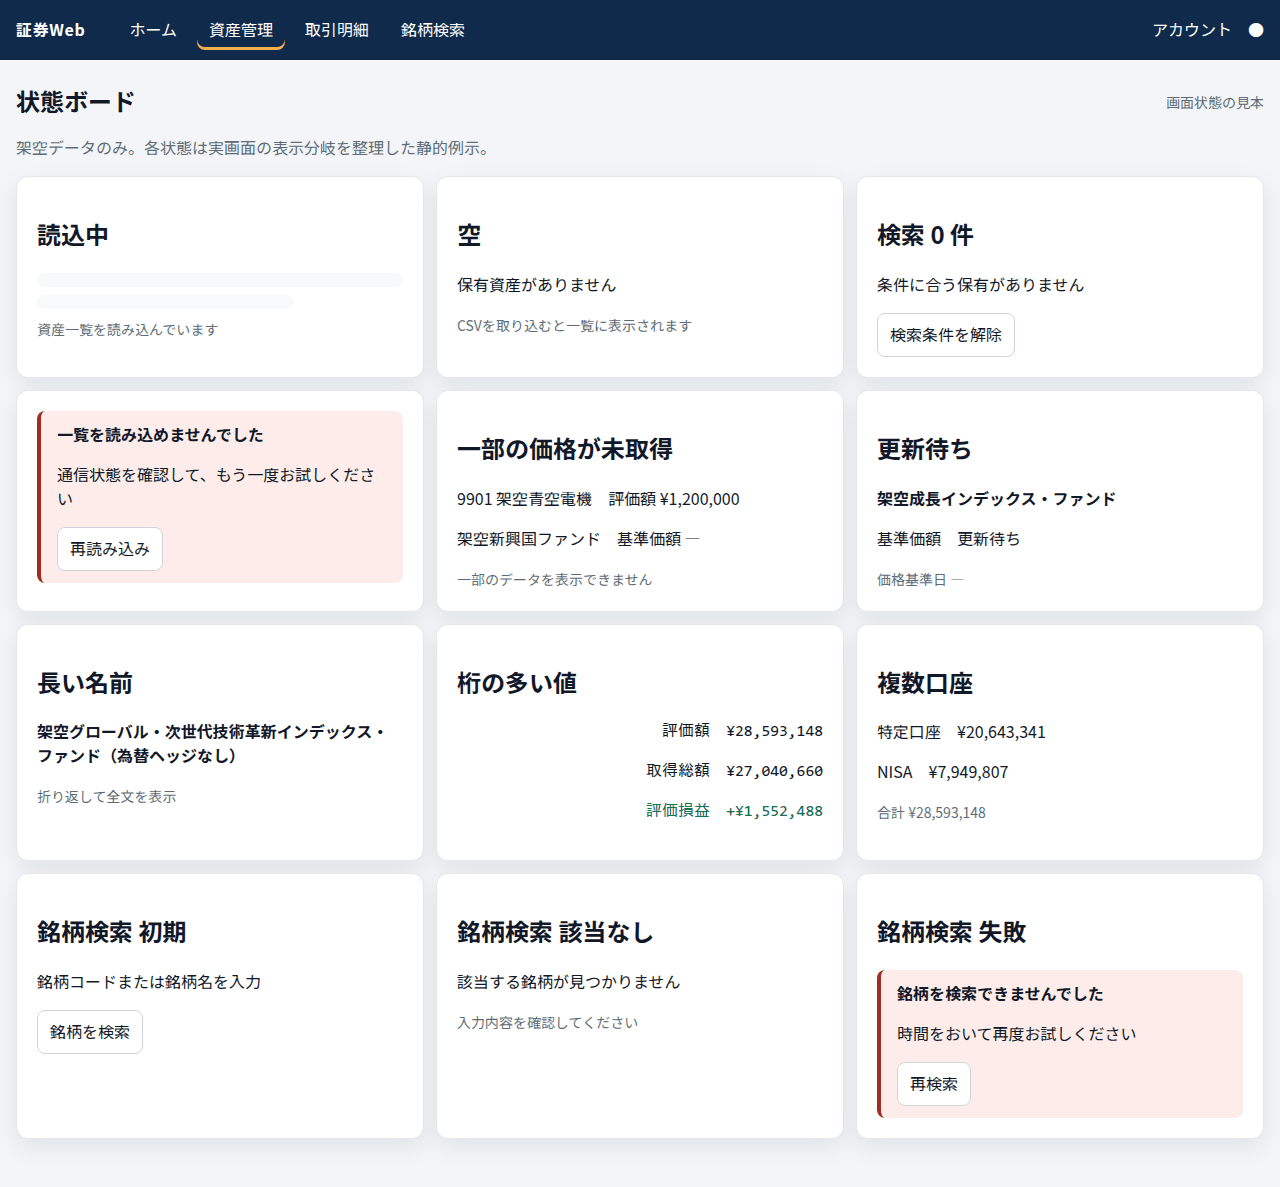 証券Web ホーム 資産管理 取引明細 銘柄検索 アカウント
状態ボード 画面状態の見本
架空データのみ。各状態は実画面の表示分岐を整理した静的例示。
読込中
資産一覧を読み込んでいます
空
保有資産がありません
CSVを取り込むと一覧に表示されます
検索 0 件
条件に合う保有がありません
検索条件を解除
一覧を読み込めませんでした
通信状態を確認して、もう一度お試しくださ
い
再読み込み
一部の価格が未取得
9901 架空青空電機 評価額 ¥1,200,000
架空新興国ファンド 基準価額 —
一部のデータを表示できません
更新待ち
架空成長インデックス・ファンド
基準価額 更新待ち
価格基準日 —
長い名前
架空グローバル・次世代技術革新インデックス・
ファンド（為替ヘッジなし）
折り返して全文を表示
桁の多い値
評価額 ¥28,593,148
取得総額 ¥27,040,660
評価損益 +¥1,552,488
複数口座
特定口座 ¥20,643,341
NISA ¥7,949,807
合計 ¥28,593,148
銘柄検索 初期
銘柄コードまたは銘柄名を入力
銘柄を検索
銘柄検索 該当なし
該当する銘柄が見つかりません
入力内容を確認してください
銘柄検索 失敗
銘柄を検索できませんでした
時間をおいて再度お試しください
再検索